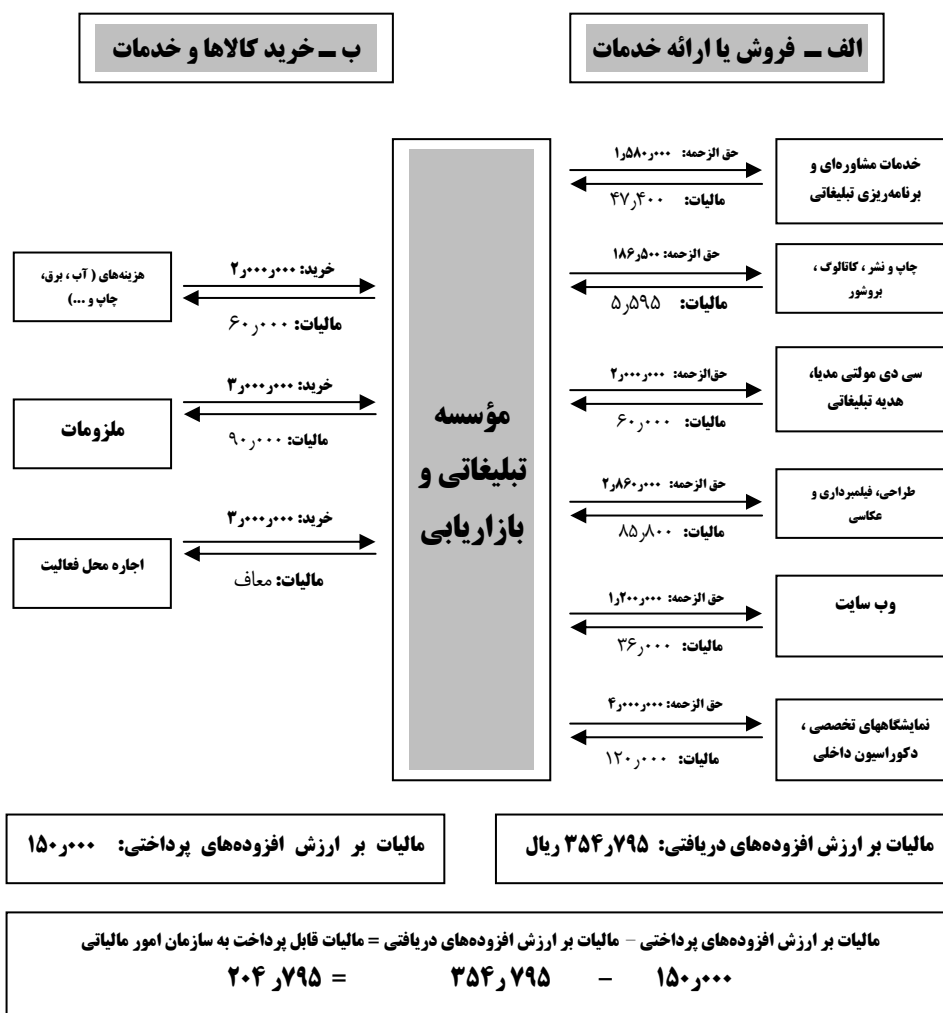 الف ــ فروش یا ارائه خدمات
ب ــ خرید کالاها و خدمات
حق الزحمه: ۱٫۵۸۰٫۰۰۰
مالیات: ۴۷٫۴۰۰
خدمات مشاوره‌ای و
برنامه‌ریزی تبلیغاتی
حق الزحمه: ۱۸۶٫۵۰۰
مالیات: ۵٫۵۹۵
چاپ و نشر ، کاتالوگ ،
بروشور
حق‌الزحمه: ۲٫۰۰۰٫۰۰۰
مالیات: ۶۰٫۰۰۰
سی دی مولتی مدیا،
هدیه تبلیغاتی
حق الزحمه: ۲٫۸۶۰٫۰۰۰
مالیات: ۸۵٫۸۰۰
طراحی، فیلمبرداری و
عکاسی
حق الزحمه: ۱٫۲۰۰٫۰۰۰
مالیات: ۳۶٫۰۰۰
وب سایت
حق الزحمه: ۴٫۰۰۰٫۰۰۰
مالیات: ۱۲۰٫۰۰۰
نمایشگاههای تخصصی ،
دکوراسیون داخلی
مؤسسه
تبلیغاتی و
بازاریابی
خرید: ۲٫۰۰۰٫۰۰۰
مالیات: ۶۰٫۰۰۰
هزینه‌های ( آب ، برق،
چاپ و ...)
خرید: ۳٫۰۰۰٫۰۰۰
مالیات: ۹۰٫۰۰۰
ملزومات
خرید: ۳٫۰۰۰٫۰۰۰
مالیات: معاف
اجاره محل فعالیت
مالیات بر ارزش افزوده‌های دریافتی: ۳۵۴٫۷۹۵ ریال
مالیات بر ارزش افزوده‌های پرداختی: ۱۵۰٫۰۰۰
مالیات بر ارزش افزوده‌های پرداختی – مالیات بر ارزش افزوده‌های دریافتی = مالیات قابل پرداخت به سازمان امور مالیاتی
۱۵۰٫۰۰۰ – ۳۵۴٫۷۹۵ = ۲۰۴٫۷۹۵